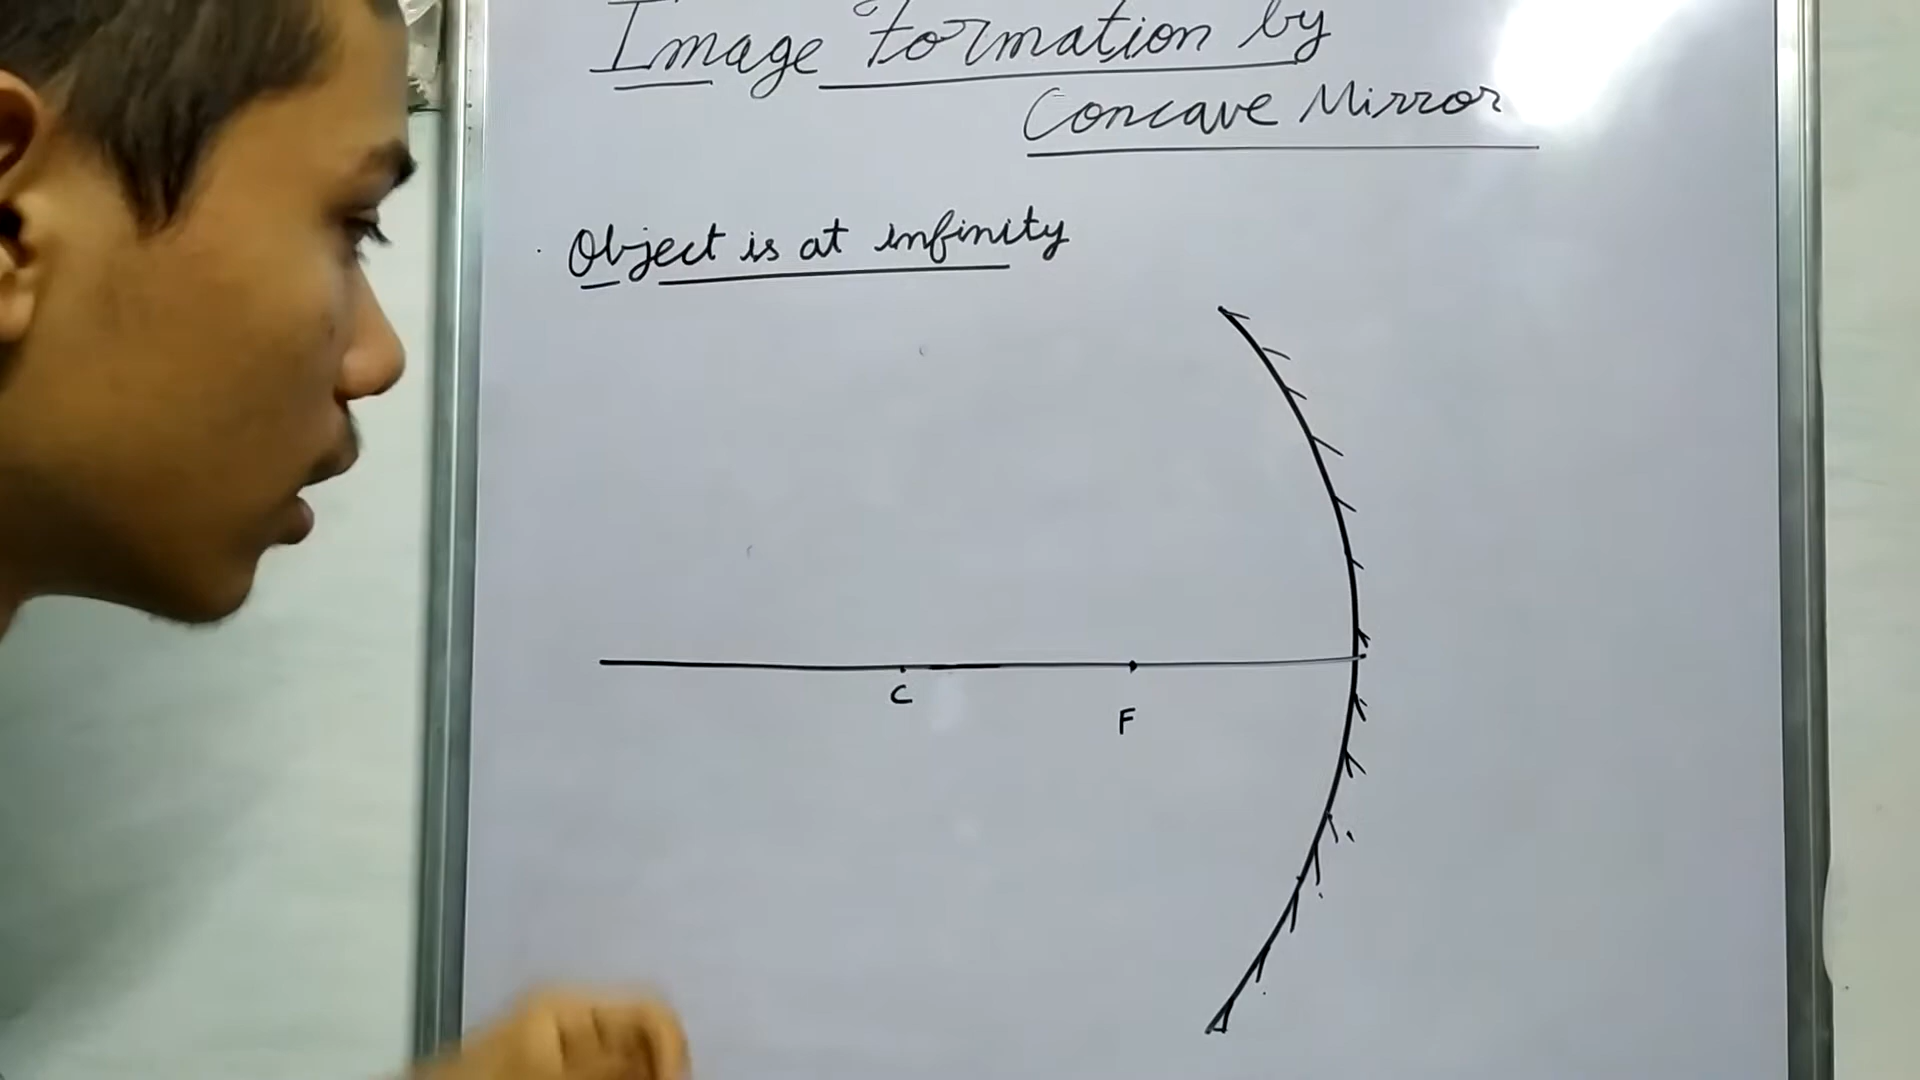 Image Formation by
Concave Mirror
Object is at infinity
C
F